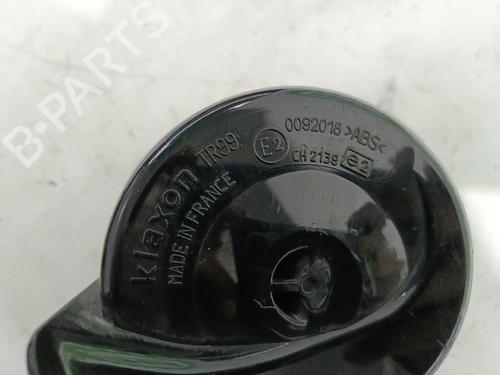 B-PARTS
klaxon TR99
MADE IN FRANCE
0092018 >ABS<
E2 CH 2139 e2